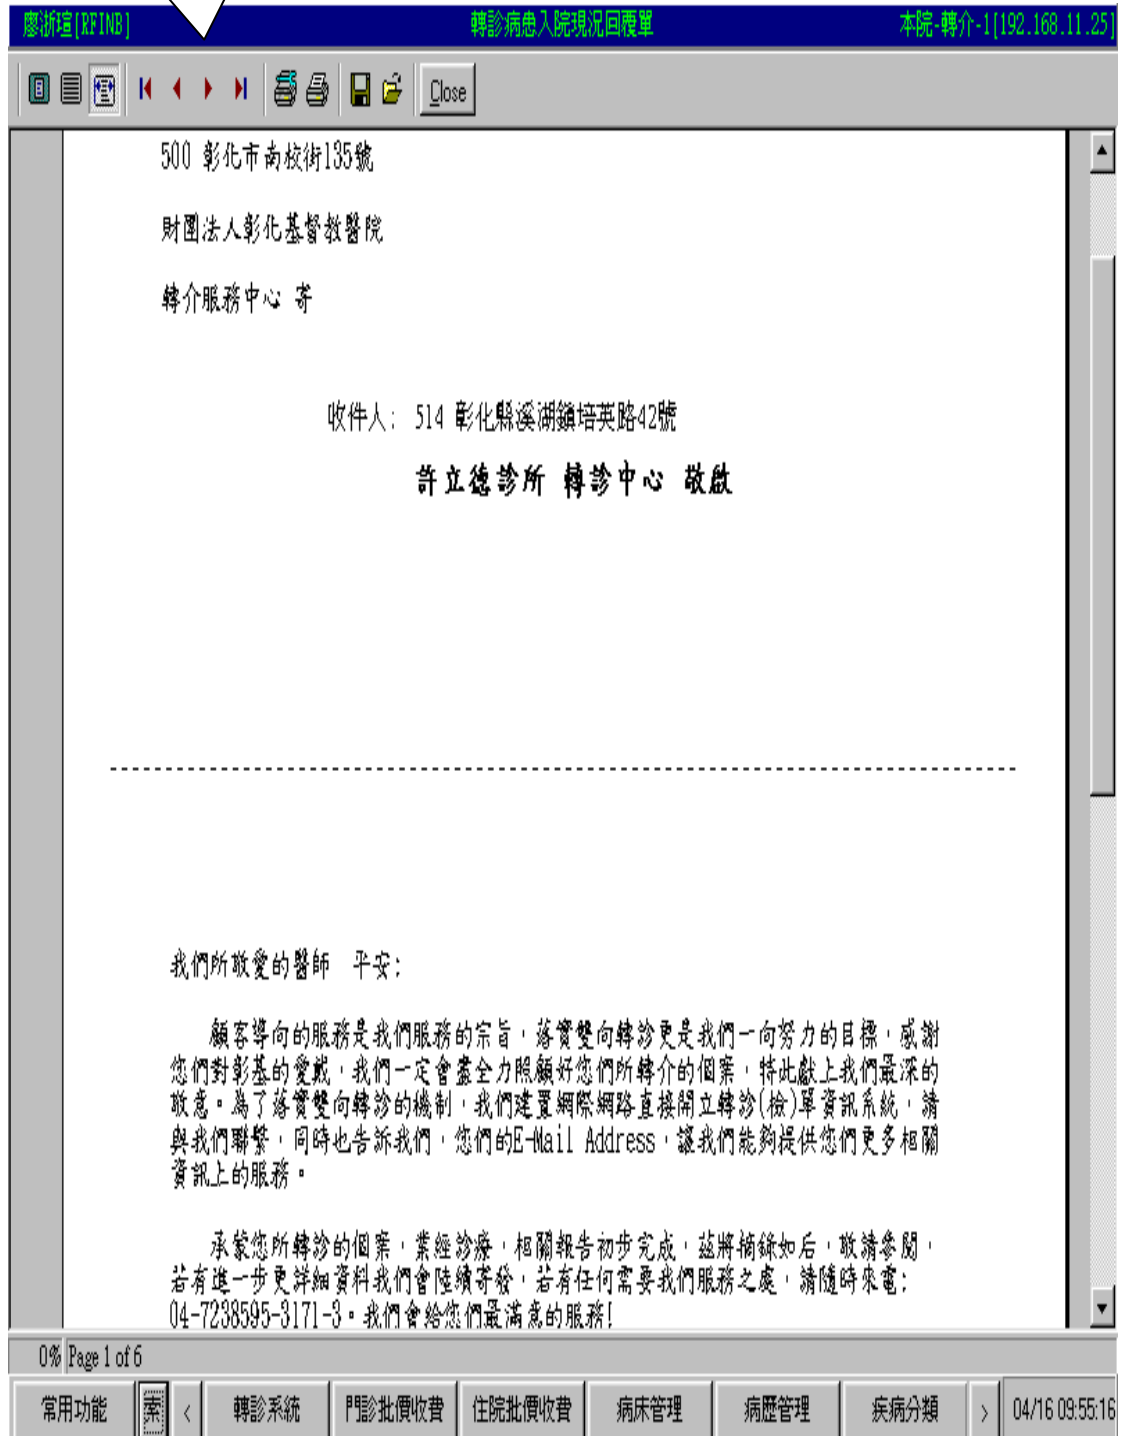 廖浙瑄[RFINB] 轉診病患入院現況回覆單 本院-轉介-1[192.168.11.25]
Close
500 彰化市南校街135號
財團法人彰化基督教醫院
轉介服務中心 寄
收件人: 514 彰化縣溪湖鎮培英路42號
許立德診所 轉診中心 敬啟
我們所敬愛的醫師 平安:
顧客導向的服務是我們服務的宗旨，落實雙向轉診更是我們一向努力的目標，感謝
您們對彰基的愛戴，我們一定會盡全力照顧好您們所轉介的個案，特此獻上我們最深的
敬意。為了落實雙向轉診的機制，我們建置網際網路直接開立轉診(檢)單資訊系統，請
與我們聯繫，同時也告訴我們，您們的E-Mail Address，讓我們能夠提供您們更多相關
資訊上的服務。
承蒙您所轉診的個案，業經診療，相關報告初步完成，茲將摘錄如后，敬請參閱，
若有進一步更詳細資料我們會陸續寄發，若有任何需要我們服務之處，請隨時來電:
04-7238595-3171-3。我們會給您們最滿意的服務!
0% Page 1 of 6
常用功能 索 < 轉診系統 門診批價收費 住院批價收費 病床管理 病歷管理 疾病分類 > 04/16 09:55:16